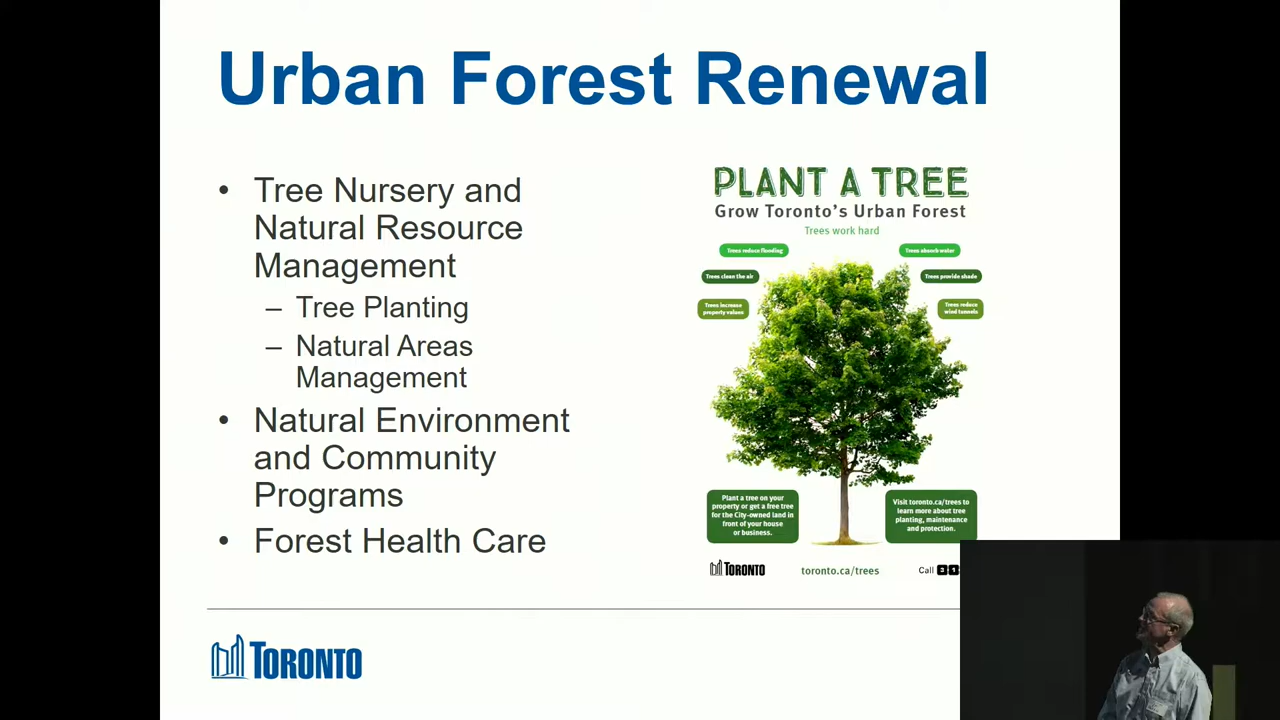 Urban Forest Renewal
• Tree Nursery and
Natural Resource
Management
– Tree Planting
– Natural Areas
Management
• Natural Environment
and Community
Programs
• Forest Health Care
PLANT A TREE
Grow Toronto's Urban Forest
Trees work hard
Trees reduce flooding
Trees absorb water
Trees clean the air
Trees provide shade
Trees increase
property values
Trees reduce
wind tunnels
Plant a tree on your
property or get a free tree
for the City-owned land in
front of your house
or business.
Visit toronto.ca/trees to
learn more about tree
planting, maintenance
and protection.
TORONTO
toronto.ca/trees
Call
TORONTO